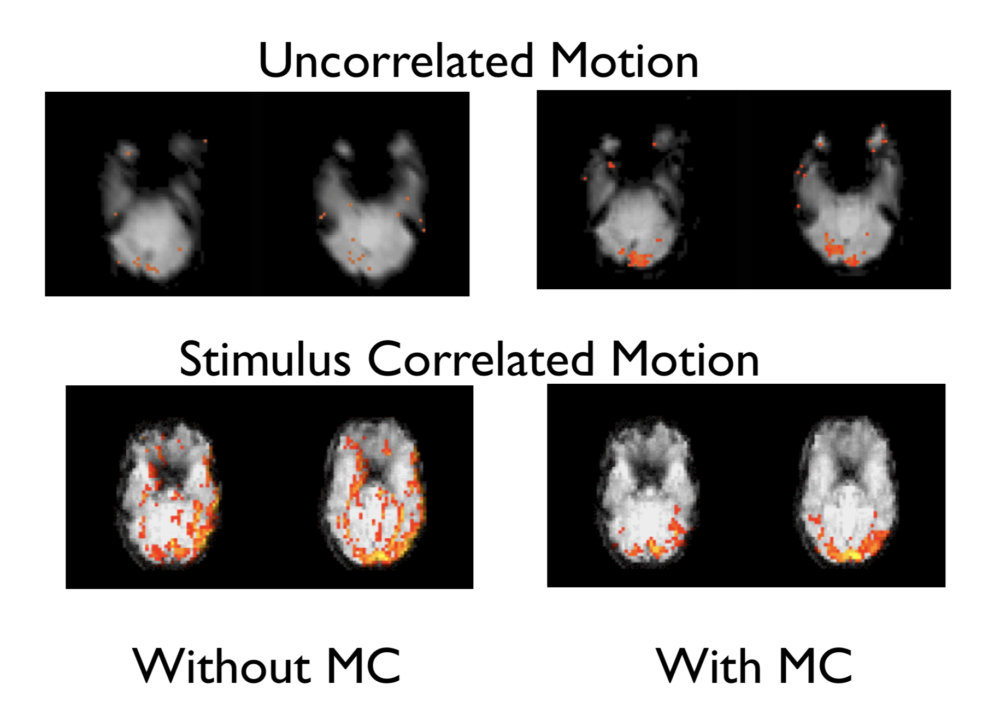 Uncorrelated Motion
Stimulus Correlated Motion
Without MC
With MC